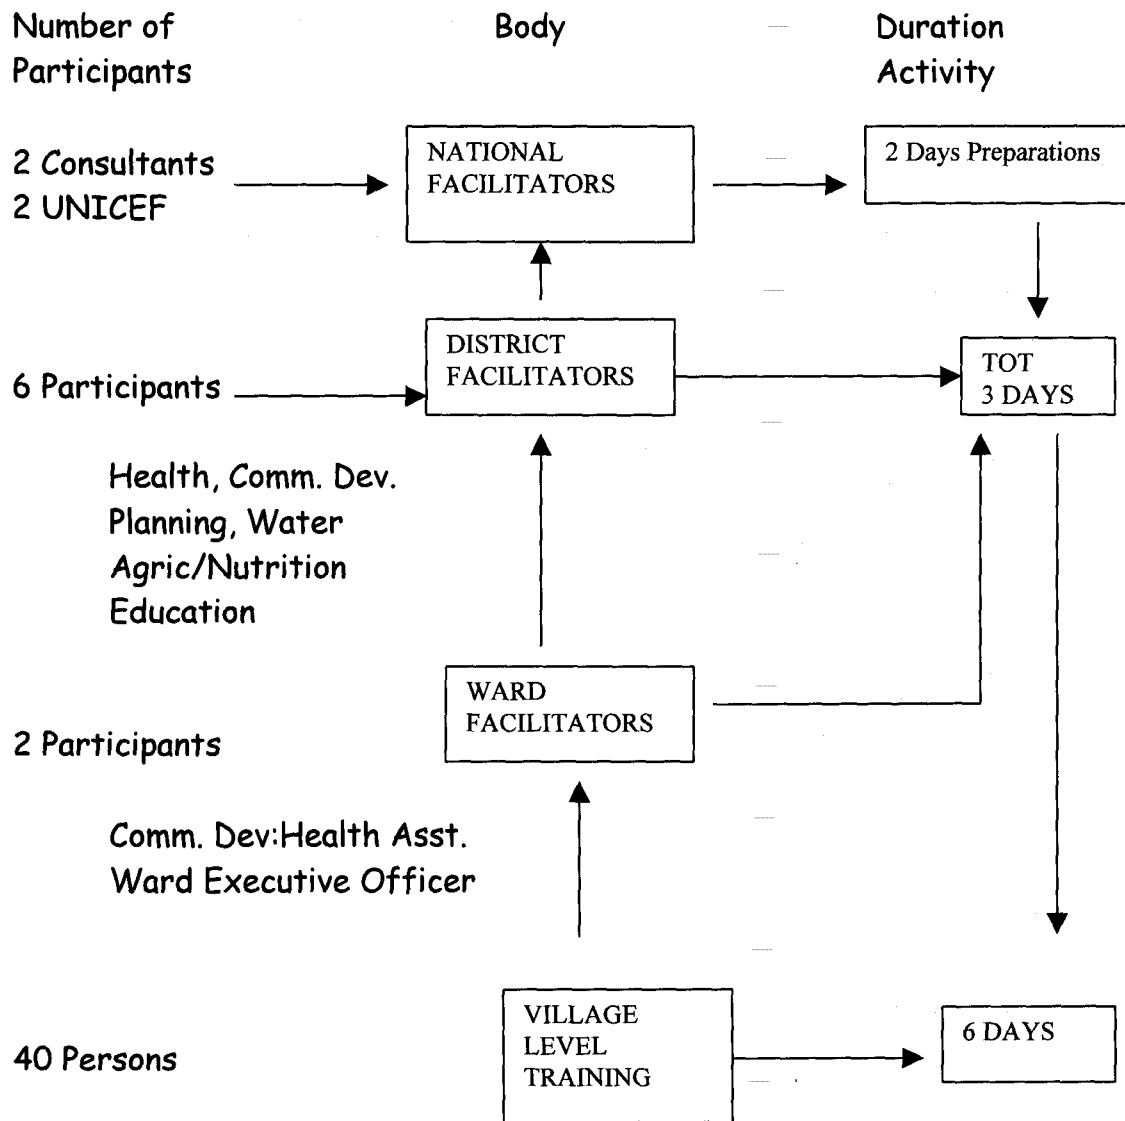 Number of
Participants
Body
Duration
Activity
2 Consultants
2 UNICEF
NATIONAL
FACILITATORS
2 Days Preparations
6 Participants
DISTRICT
FACILITATORS
TOT
3 DAYS
Health, Comm. Dev.
Planning, Water
Agric/Nutrition
Education
2 Participants
WARD
FACILITATORS
Comm. Dev:Health Asst.
Ward Executive Officer
40 Persons
VILLAGE
LEVEL
TRAINING
6 DAYS